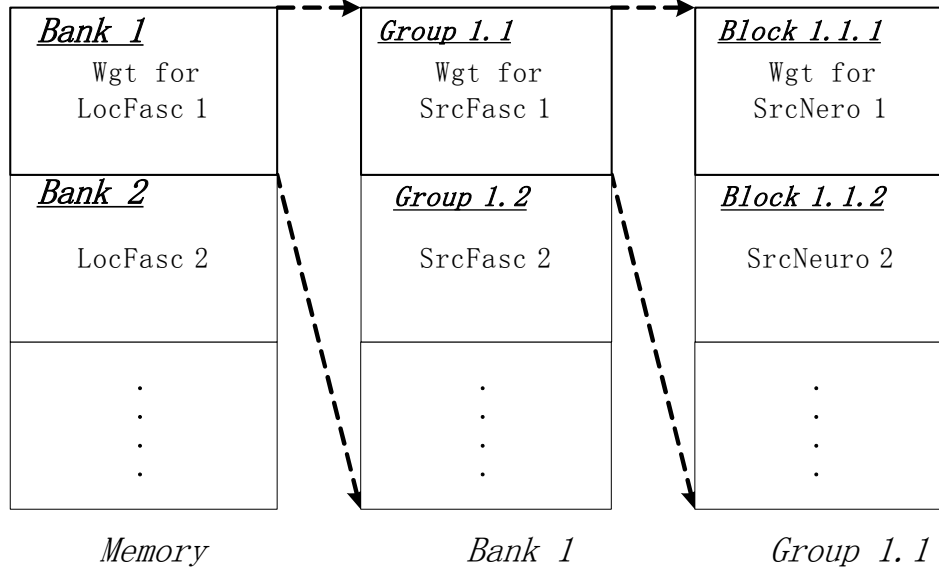 Bank 1
Wgt for
LocFasc 1
Bank 2
LocFasc 2
Memory
Group 1.1
Wgt for
SrcFasc 1
Group 1.2
SrcFasc 2
Bank 1
Block 1.1.1
Wgt for
SrcNero 1
Block 1.1.2
SrcNeuro 2
Group 1.1